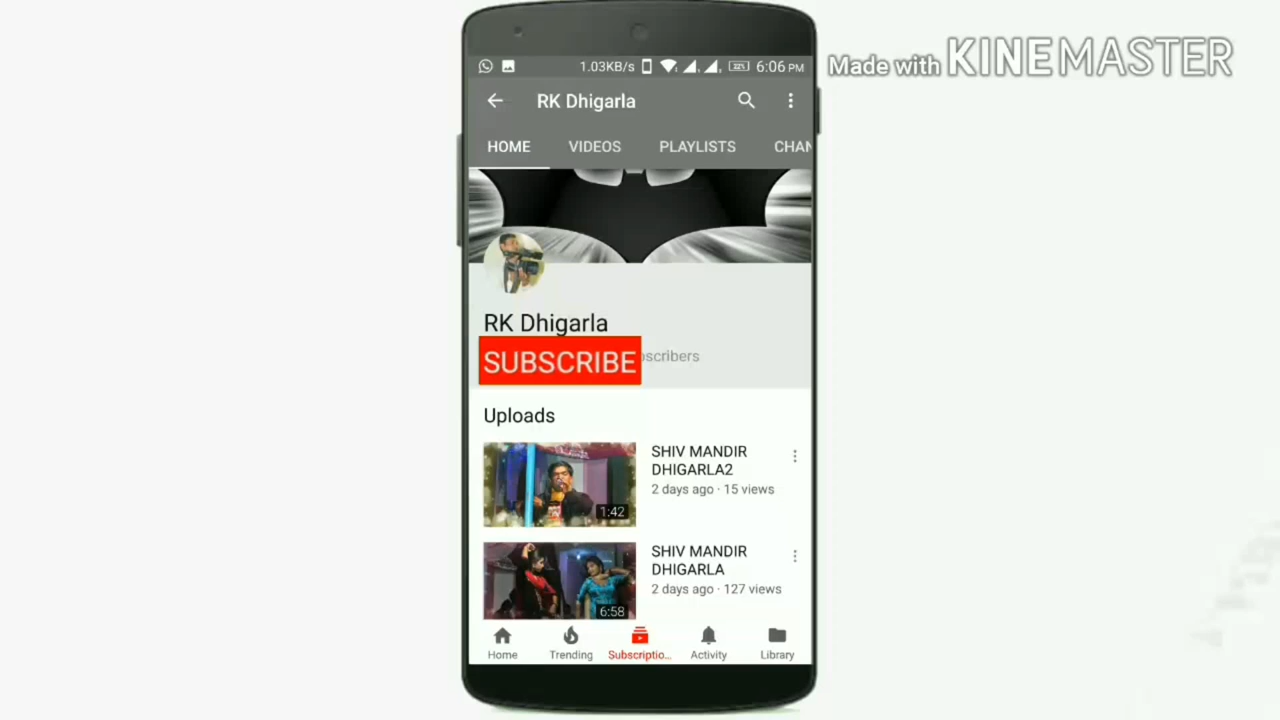 Made with KINEMASTER
1.03KB/s 6:06 PM
RK Dhigarla
HOME VIDEOS PLAYLISTS CHAN
RK Dhigarla
SUBSCRIBE scribers
Uploads
SHIV MANDIR
DHIGARLA2
2 days ago · 15 views
1:42
SHIV MANDIR
DHIGARLA
2 days ago · 127 views
6:58
Home Trending Subscriptio... Activity Library